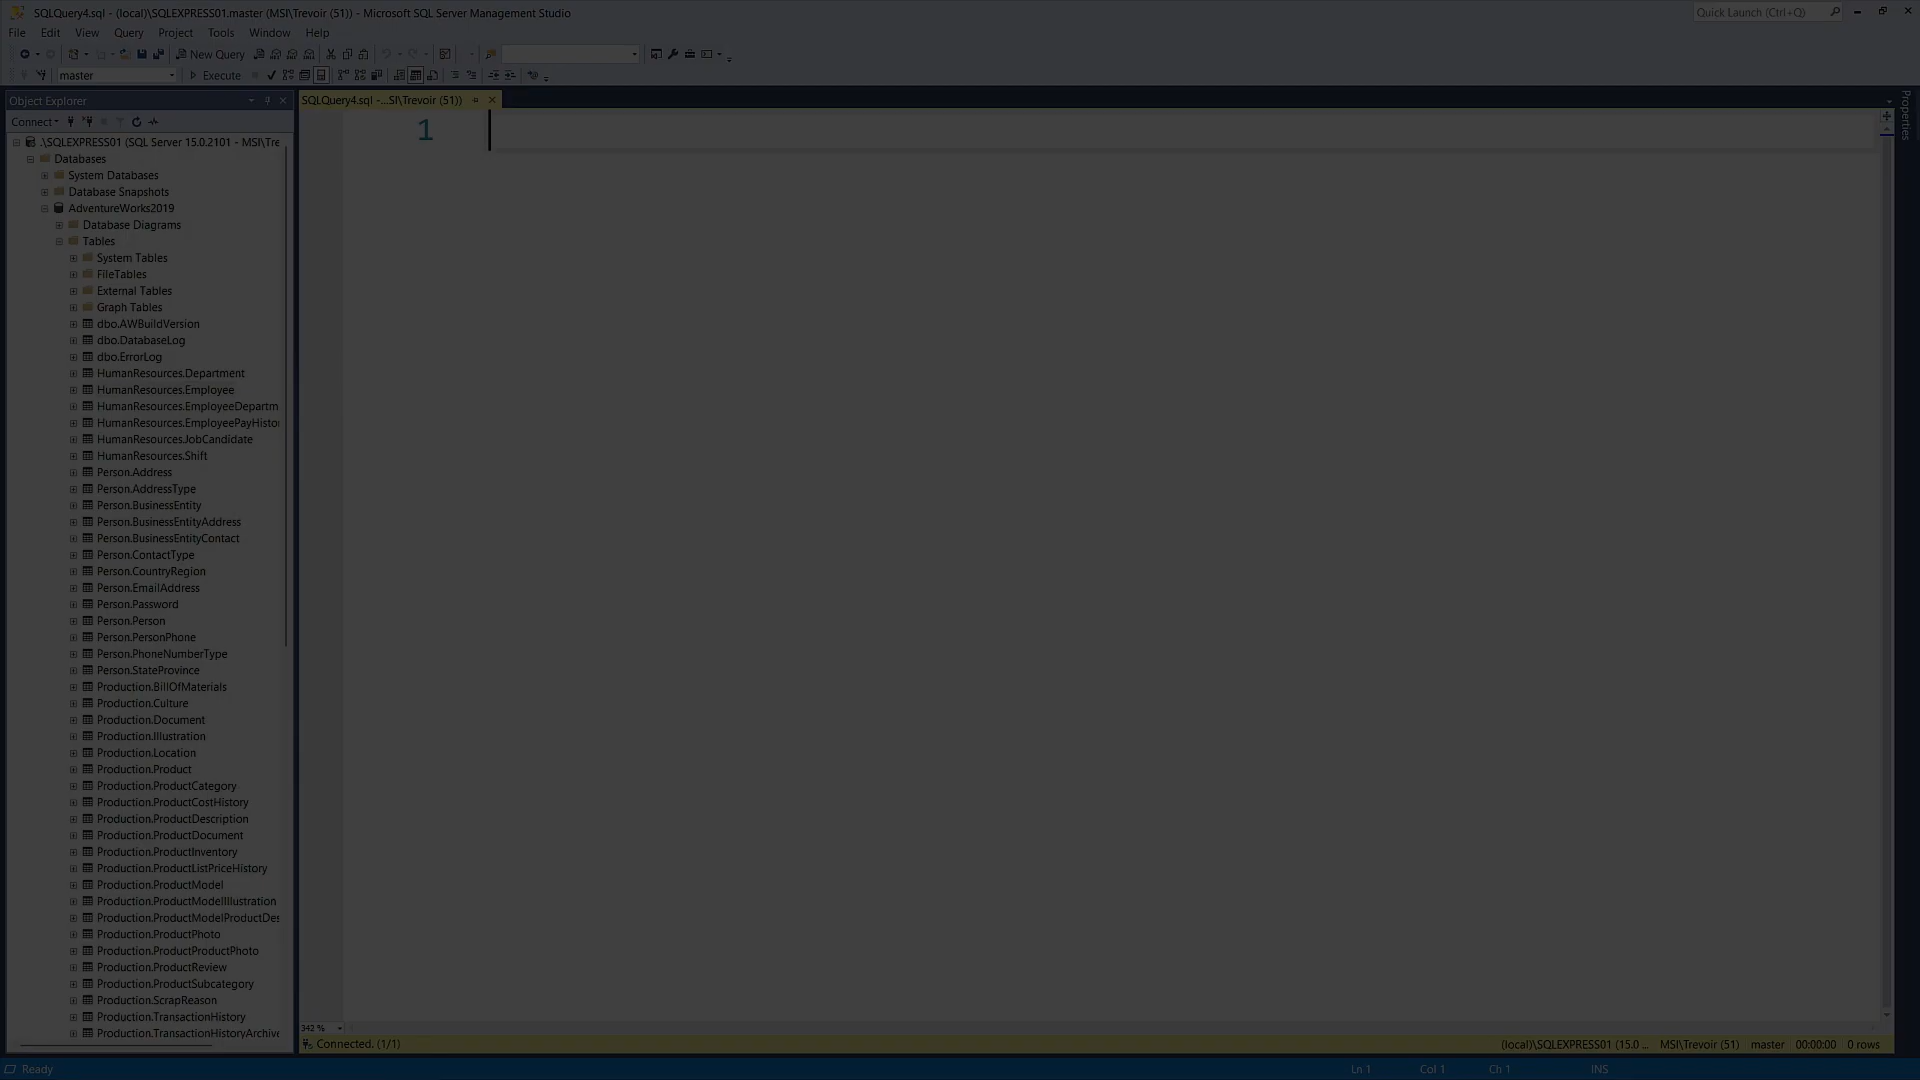 SQLQuery4.sql - (local)\SQLEXPRESS01.master (MSI\Trevoir (51)) - Microsoft SQL Server Management Studio
Quick Launch (Ctrl+Q)
File Edit View Query Project Tools Window Help
New Query
master
Execute
Object Explorer
SQLQuery4.sql -...SI\Trevoir (51))
Properties
Connect
1
.\SQLEXPRESS01 (SQL Server 15.0.2101 - MSI\Tre
Databases
System Databases
Database Snapshots
AdventureWorks2019
Database Diagrams
Tables
System Tables
FileTables
External Tables
Graph Tables
dbo.AWBuildVersion
dbo.DatabaseLog
dbo.ErrorLog
HumanResources.Department
HumanResources.Employee
HumanResources.EmployeeDepartm
HumanResources.EmployeePayHistor
HumanResources.JobCandidate
HumanResources.Shift
Person.Address
Person.AddressType
Person.BusinessEntity
Person.BusinessEntityAddress
Person.BusinessEntityContact
Person.ContactType
Person.CountryRegion
Person.EmailAddress
Person.Password
Person.Person
Person.PersonPhone
Person.PhoneNumberType
Person.StateProvince
Production.BillOfMaterials
Production.Culture
Production.Document
Production.Illustration
Production.Location
Production.Product
Production.ProductCategory
Production.ProductCostHistory
Production.ProductDescription
Production.ProductDocument
Production.ProductInventory
Production.ProductListPriceHistory
Production.ProductModel
Production.ProductModelIllustration
Production.ProductModelProductDes
Production.ProductPhoto
Production.ProductProductPhoto
Production.ProductReview
Production.ProductSubcategory
Production.ScrapReason
Production.TransactionHistory
Production.TransactionHistoryArchive
342 %
Connected. (1/1)
(local)\SQLEXPRESS01 (15.0 ... MSI\Trevoir (51) master 00:00:00 0 rows
Ready
Ln 1 Col 1 Ch 1 INS